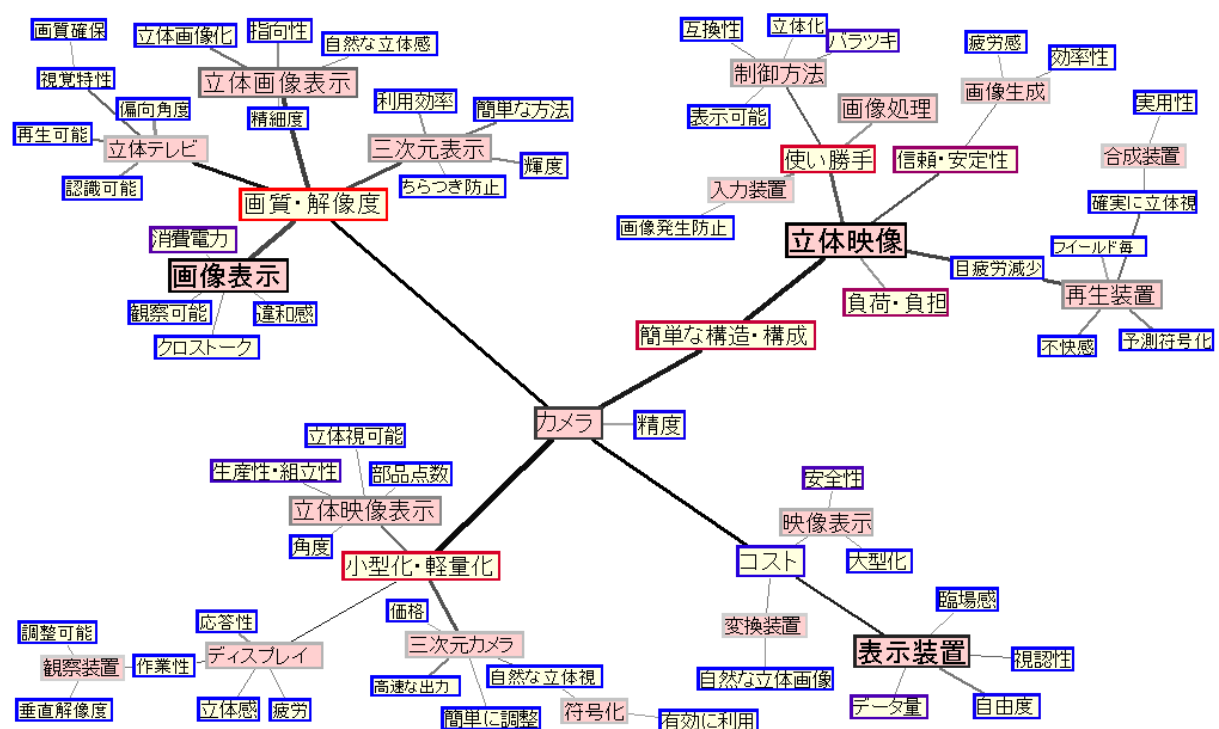 画質確保
立体画像化
指向性
自然な立体感
視覚特性
立体画像表示
偏向角度
精細度
利用効率
簡単な方法
再生可能
立体テレビ
三次元表示
輝度
認識可能
ちらつき防止
画質・解像度
消費電力
画像表示
観察可能
違和感
クロストーク
互換性
立体化
バラツキ
疲労感
効率性
制御方法
画像生成
表示可能
画像処理
実用性
使い勝手
信頼・安定性
合成装置
入力装置
確実に立体視
画像発生防止
立体映像
フイールド毎
目疲労減少
再生装置
負荷・負担
簡単な構造・構成
不快感
予測符号化
カメラ
精度
立体視可能
生産性・組立性
部品点数
立体映像表示
角度
小型化・軽量化
安全性
映像表示
コスト
大型化
価格
応答性
調整可能
観察装置
作業性
ディスプレイ
三次元カメラ
高速な出力
自然な立体視
垂直解像度
立体感
疲労
簡単に調整
符号化
有効に利用
変換装置
自然な立体画像
臨場感
表示装置
視認性
データ量
自由度